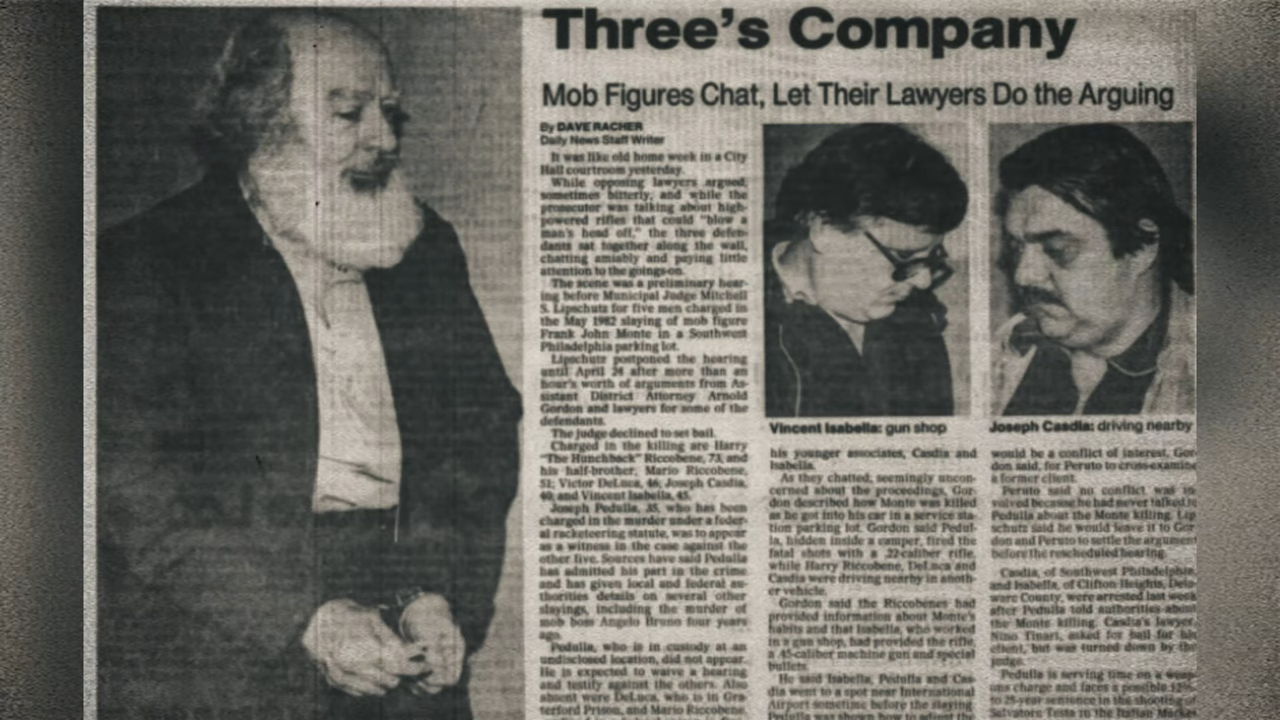 Three's Company
Mob Figures Chat, Let Their Lawyers Do the Arguing
By DAVE RACHER
Daily News Staff Writer
It was like old home week in a City
Hall courtroom yesterday.
While opposing lawyers argued,
sometimes bitterly, and while the
prosecutor was talking about high-
powered rifles that could "blow a
man's head off," the three defen-
dants sat together along the wall,
chatting amiably and paying little
attention to the goings-on.
The scene was a preliminary hear-
ing before Municipal Judge Mitchell
S. Lipschutz for five men charged in
the May 1982 slaying of mob figure
Frank John Monte in a Southwest
Philadelphia parking lot.
Lipschutz postponed the hearing
until April 24 after more than an
hour's worth of arguments from As-
sistant District Attorney Arnold
Gordon and lawyers for some of the
defendants.
The judge declined to set bail.
Charged in the killing are Harry
"The Hunchback" Riccobene, 73, and
his half-brother, Mario Riccobene,
51; Victor DeLuca, 46; Joseph Casdia,
40; and Vincent Isabella, 45.
Joseph Pedulla, 35, who has been
charged in the murder under a feder-
al racketeering statute, was to appear
as a witness in the case against the
other five. Sources have said Pedulla
has admitted his part in the crime
and has given local and federal au-
thorities details on several other
slayings, including the murder of
mob boss Angelo Bruno four years
ago.
Pedulla, who is in custody at an
undisclosed location, did not appear.
He is expected to waive a hearing
and testify against the others. Also
absent were DeLuca, who is in Gra-
terford Prison, and Mario Riccobene,
Vincent Isabella: gun shop
his younger associates, Casdia and
Isabella.
As they chatted, seemingly uncon-
cerned about the proceedings, Gor-
don described how Monte was killed
as he got into his car in a service sta-
tion parking lot. Gordon said Pedul-
la, hidden inside a camper, fired the
fatal shots with a .22-caliber rifle,
while Harry Riccobene, DeLuca and
Casdia were driving nearby in anoth-
er vehicle.
Gordon said the Riccobenes had
provided information about Monte's
habits and that Isabella, who worked
in a gun shop, had provided the rifle,
a .45-caliber machine gun and special
bullets.
He said Isabella, Pedulla and Cas-
dia went to a spot near International
Airport sometime before the slaying
Pedulla was shown how to adjust the
Joseph Casdia: driving nearby
would be a conflict of interest, Gor-
don said, for Peruto to cross-examine
a former client.
Peruto said no conflict was in-
volved because he had never talked to
Pedulla about the Monte killing. Lip-
schutz said he would leave it to Gor-
don and Peruto to settle the argument
before the rescheduled hearing.
Casdia, of Southwest Philadelphia,
and Isabella, of Clifton Heights, Dela-
ware County, were arrested last week
after Pedulla told authorities about
the Monte killing. Casdia's lawyer,
Nino Tinari, asked for bail for his
client, but was turned down by the
judge.
Pedulla is serving time on a weap-
ons charge and faces a possible
to 25-year sentence in the shooting of
Salvatore Testa in the Italian Market